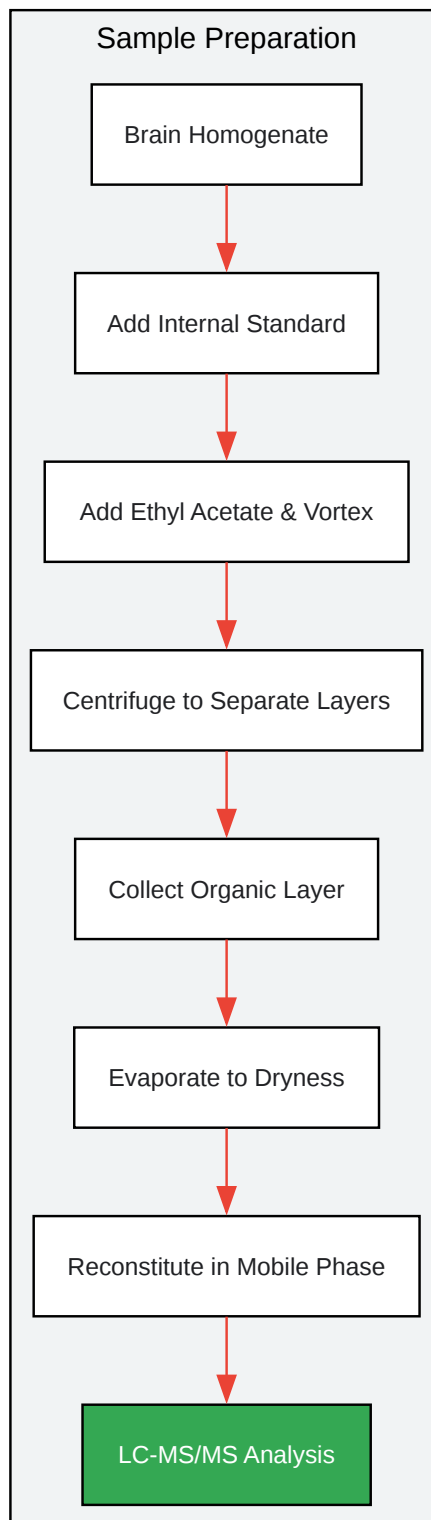 Sample Preparation
Brain Homogenate
Add Internal Standard
Add Ethyl Acetate & Vortex
Centrifuge to Separate Layers
Collect Organic Layer
Evaporate to Dryness
Reconstitute in Mobile Phase
LC-MS/MS Analysis